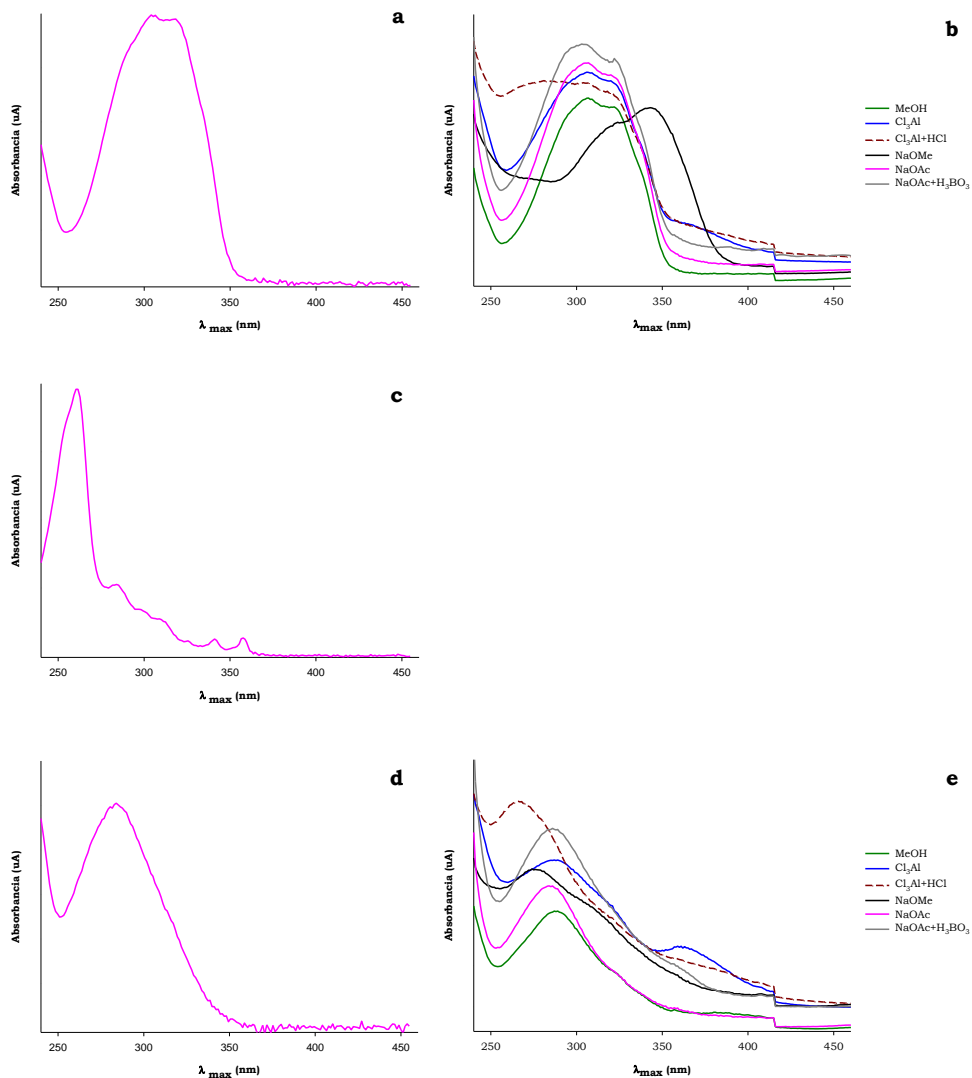 a
Absorbancia (uA)
250 300 350 400 450
λ max (nm)
b
Absorbancia (uA)
250 300 350 400 450
λmax (nm)
MeOH
Cl3Al
Cl3Al+HCl
NaOMe
NaOAc
NaOAc+H3BO3
c
Absorbancia (uA)
250 300 350 400 450
λ max (nm)
d
Absorbancia (uA)
250 300 350 400 450
λ max (nm)
e
Absorbancia (uA)
250 300 350 400 450
λmax (nm)
MeOH
Cl3Al
Cl3Al+HCl
NaOMe
NaOAc
NaOAc+H3BO3